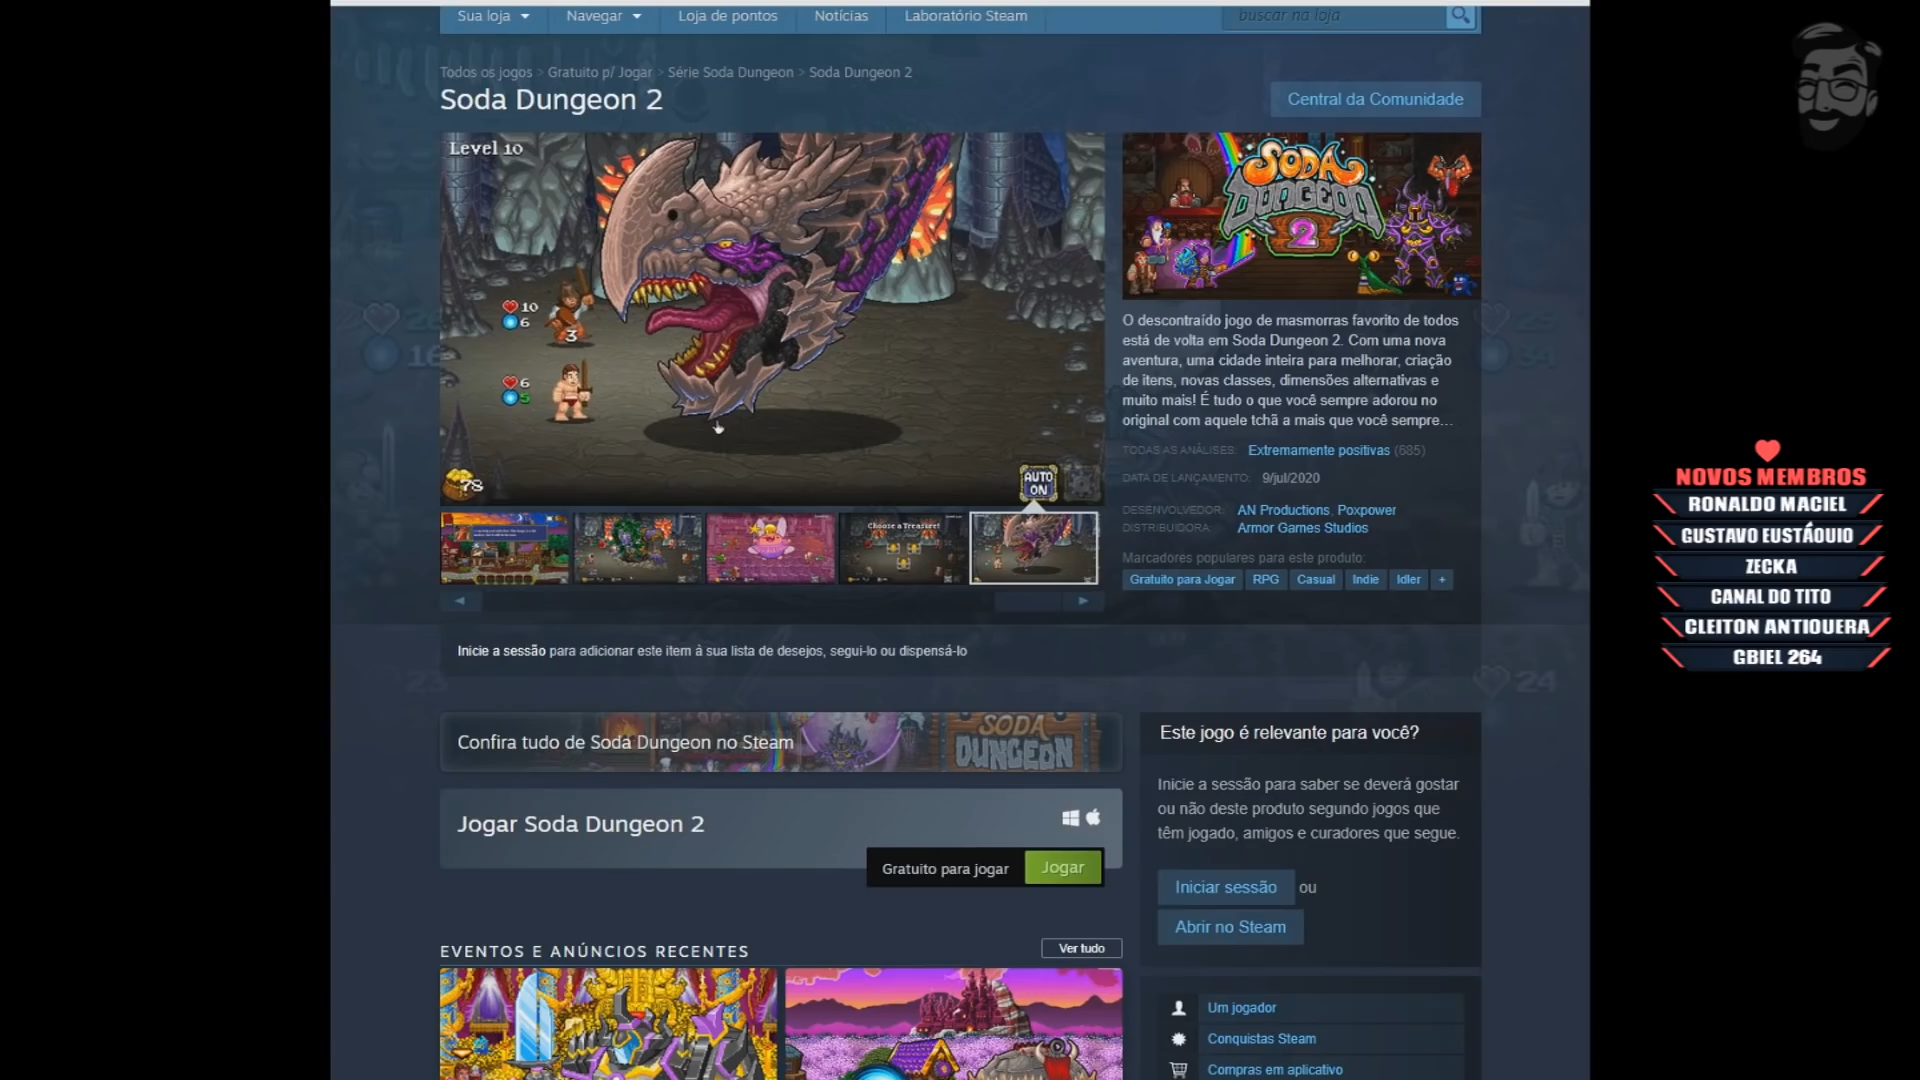 Sua loja
Navegar
Loja de pontos
Notícias
Laboratório Steam
buscar na loja
Todos os jogos > Gratuito p/ Jogar > Série Soda Dungeon > Soda Dungeon 2
Soda Dungeon 2
Central da Comunidade
Level 10
10
6
3
6
5
78
AUTO
ON
Choose a Treasure!
SODA
DUNGEON
2
O descontraído jogo de masmorras favorito de todos
está de volta em Soda Dungeon 2. Com uma nova
aventura, uma cidade inteira para melhorar, criação
de itens, novas classes, dimensões alternativas e
muito mais! É tudo o que você sempre adorou no
original com aquele tchã a mais que você sempre...
TODAS AS ANÁLISES: Extremamente positivas (685)
DATA DE LANÇAMENTO: 9/jul/2020
DESENVOLVEDOR: AN Productions, Poxpower
DISTRIBUIDORA: Armor Games Studios
Marcadores populares para este produto:
Gratuito para Jogar RPG Casual Indie Idler +
Inicie a sessão para adicionar este item à sua lista de desejos, segui-lo ou dispensá-lo
Confira tudo de Soda Dungeon no Steam
SODA
DUNGEON
Jogar Soda Dungeon 2
Gratuito para jogar
Jogar
EVENTOS E ANÚNCIOS RECENTES
Ver tudo
Este jogo é relevante para você?
Inicie a sessão para saber se deverá gostar
ou não deste produto segundo jogos que
têm jogado, amigos e curadores que segue.
Iniciar sessão ou
Abrir no Steam
Um jogador
Conquistas Steam
Compras em aplicativo
NOVOS MEMBROS
RONALDO MACIEL
GUSTAVO EUSTÁQUIO
ZECKA
CANAL DO TITO
CLEITON ANTIQUERA
GBIEL 264
23
24
16
34